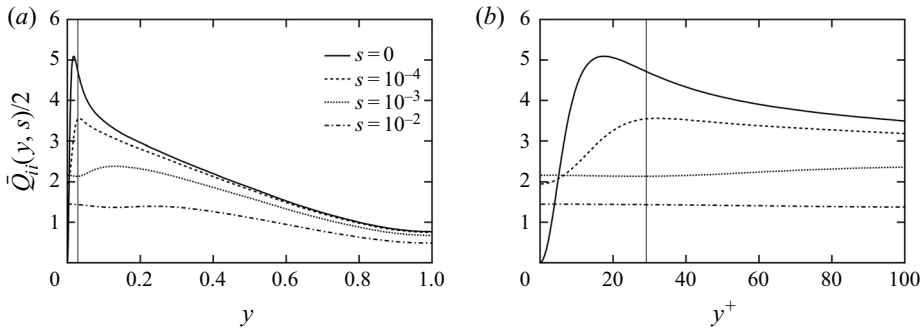 (a)
6
5
4
3
2
1
0
0.2
0.4
0.6
0.8
1.0
y
Q̄ii(y, s)/2
s = 0
s = 10–4
s = 10–3
s = 10–2
(b)
6
5
4
3
2
1
0
20
40
60
80
100
y+